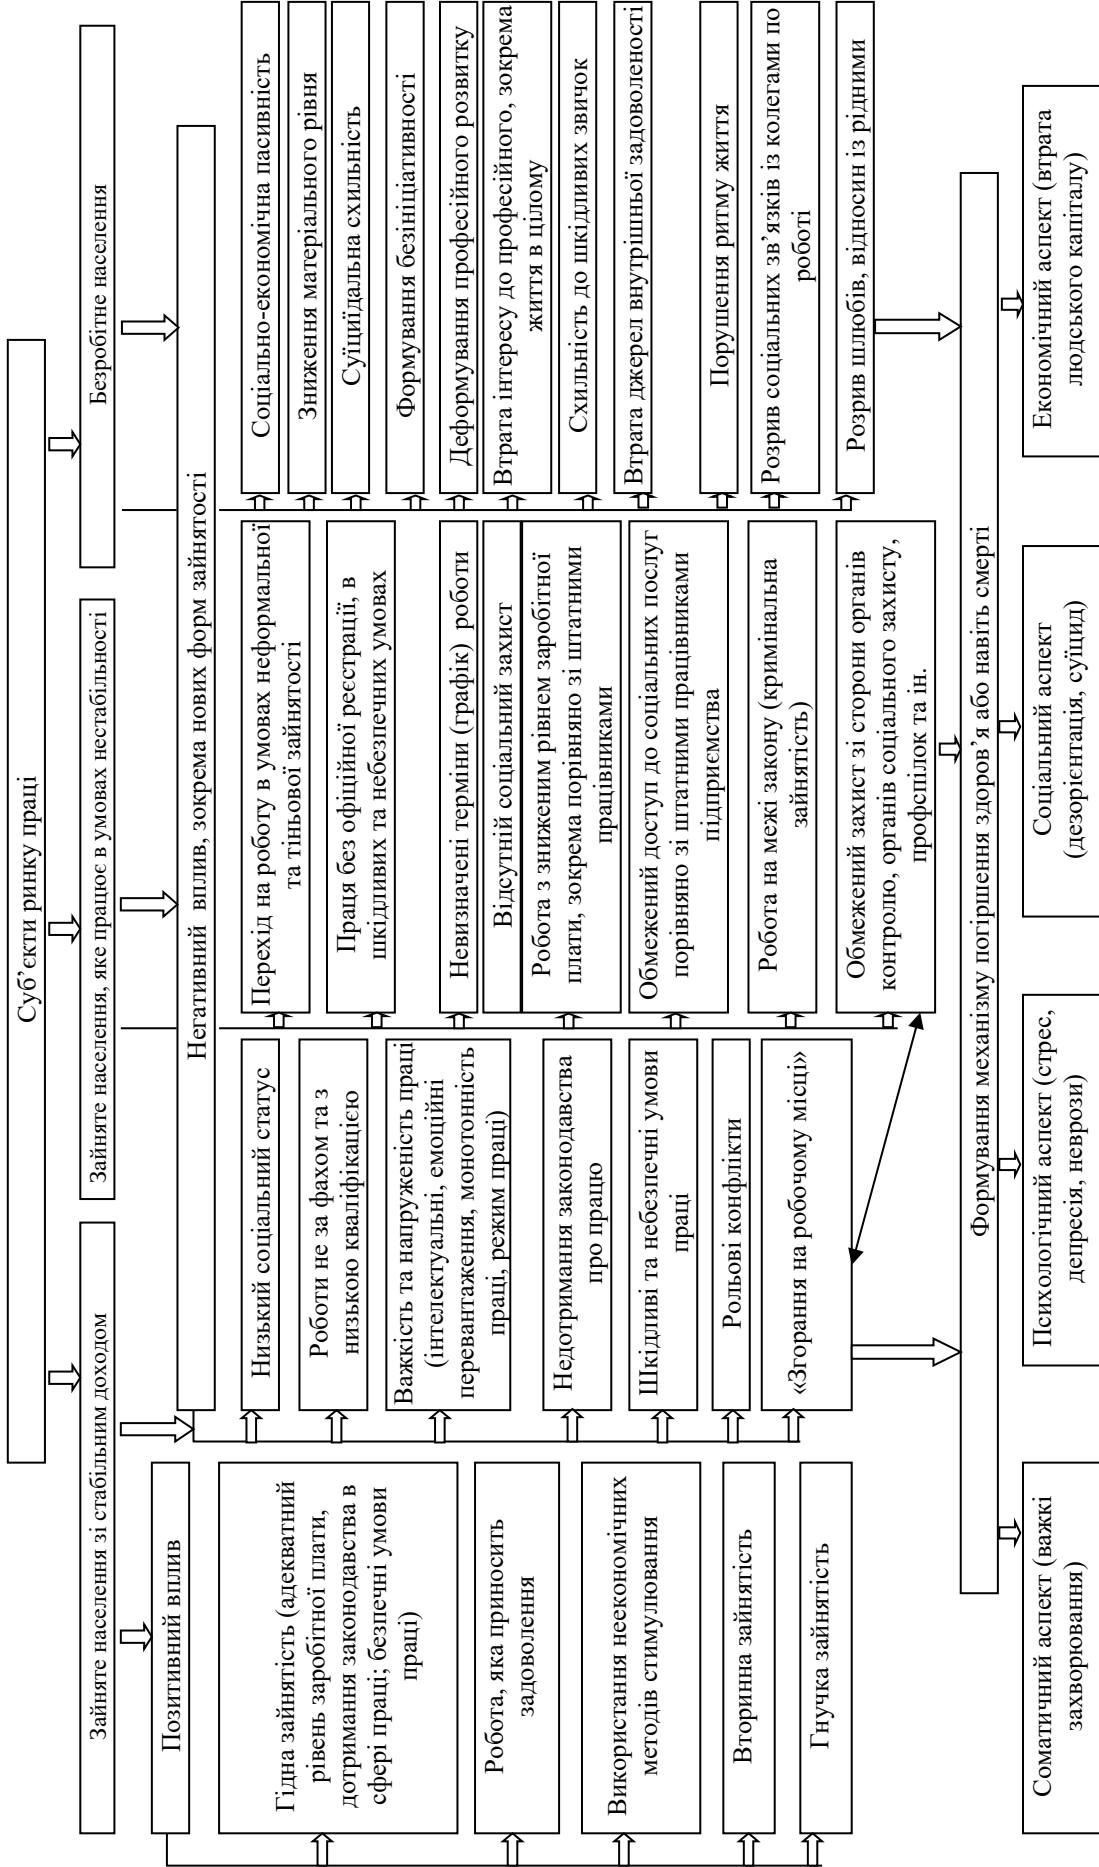 Суб’єкти ринку праці
Зайняте населення зі стабільним доходом
Зайняте населення, яке працює в умовах нестабільності
Безробітне населення
Позитивний вплив
Негативний вплив, зокрема нових форм зайнятості
Гідна зайнятість (адекватний
рівень заробітної плати,
дотримання законодавства в
сфері праці; безпечні умови
праці)
Робота, яка приносить
задоволення
Використання неекономічних
методів стимулювання
Вторинна зайнятість
Гнучка зайнятість
Низький соціальний статус
Роботи не за фахом та з
низькою кваліфікацією
Важкість та напруженість праці
(інтелектуальні, емоційні
перевантаження, монотонність
праці, режим праці)
Недотримання законодавства
про працю
Шкідливі та небезпечні умови
праці
Рольові конфлікти
«Згорання на робочому місці»
Перехід на роботу в умовах неформальної
та тіньової зайнятості
Праця без офіційної реєстрації, в
шкідливих та небезпечних умовах
Невизначені терміни (графік) роботи
Відсутній соціальний захист
Робота з зниженим рівнем заробітної
плати, зокрема порівняно зі штатними
працівниками
Обмежений доступ до соціальних послуг
порівняно зі штатними працівниками
підприємства
Робота на межі закону (кримінальна
зайнятість)
Обмежений захист зі сторони органів
контролю, органів соціального захисту,
профспілок та ін.
Соціально-економічна пасивність
Зниження матеріального рівня
Суїциїдальна схильність
Формування безініціативності
Деформування професійного розвитку
Втрата інтересу до професійного, зокрема
життя в цілому
Схильність до шкідливих звичок
Втрата джерел внутрішньої задоволеності
Порушення ритму життя
Розрив соціальних зв’язків із колегами по
роботі
Розрив шлюбів, відносин із рідними
Формування механізму погіршення здоров’я або навіть смерті
Соматичний аспект (важкі
захворювання)
Психологічний аспект (стрес,
депресія, неврози)
Соціальний аспект
(дезорієнтація, суїцид)
Економічний аспект (втрата
людського капіталу)